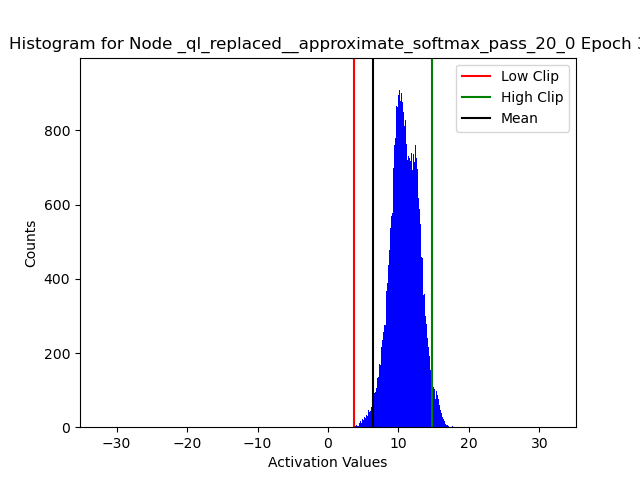 Histogram for Node _ql_replaced__approximate_softmax_pass_20_0 Epoch
Low Clip
High Clip
Mean
Counts
800
600
400
200
0
−30 −20 −10 0 10 20 30
Activation Values